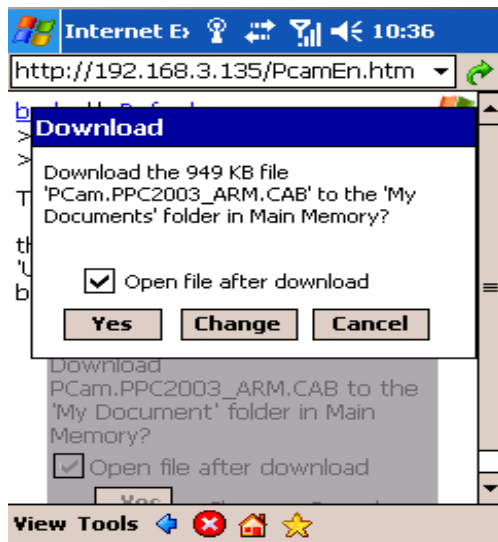 Internet E
10:36
http://192.168.3.135/PcamEn.htm
Download
Download the 949 KB file
'PCam.PPC2003_ARM.CAB' to the 'My
Documents' folder in Main Memory?
Open file after download
Yes Change Cancel
Download
PCam.PPC2003_ARM.CAB to the
'My Document' folder in Main
Memory?
Open file after download
Yes
View Tools